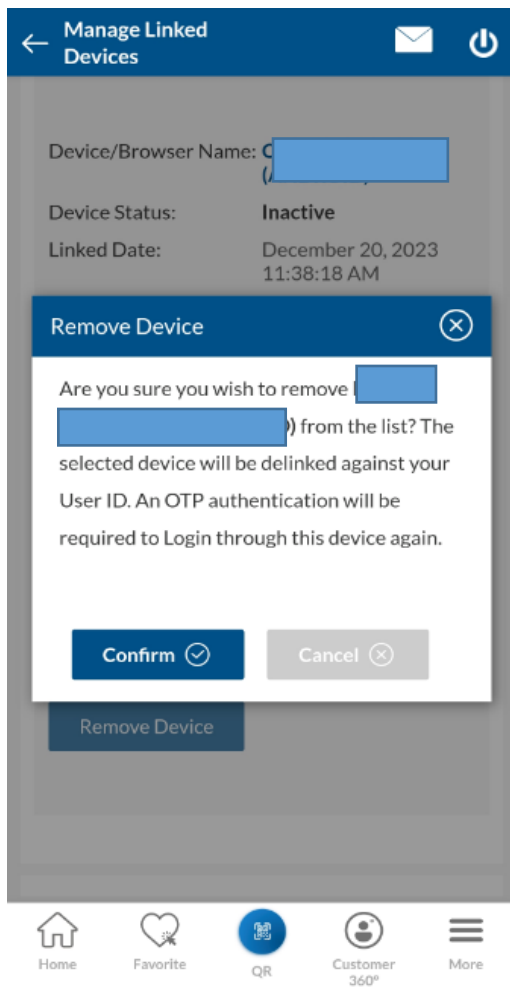 Manage Linked
Devices
Device/Browser Name:
Device Status: Inactive
Linked Date: December 20, 2023
11:38:18 AM
Remove Device
Are you sure you wish to remove
) from the list? The
selected device will be delinked against your
User ID. An OTP authentication will be
required to Login through this device again.
Confirm
Cancel
Remove Device
Home Favorite QR Customer More
360°